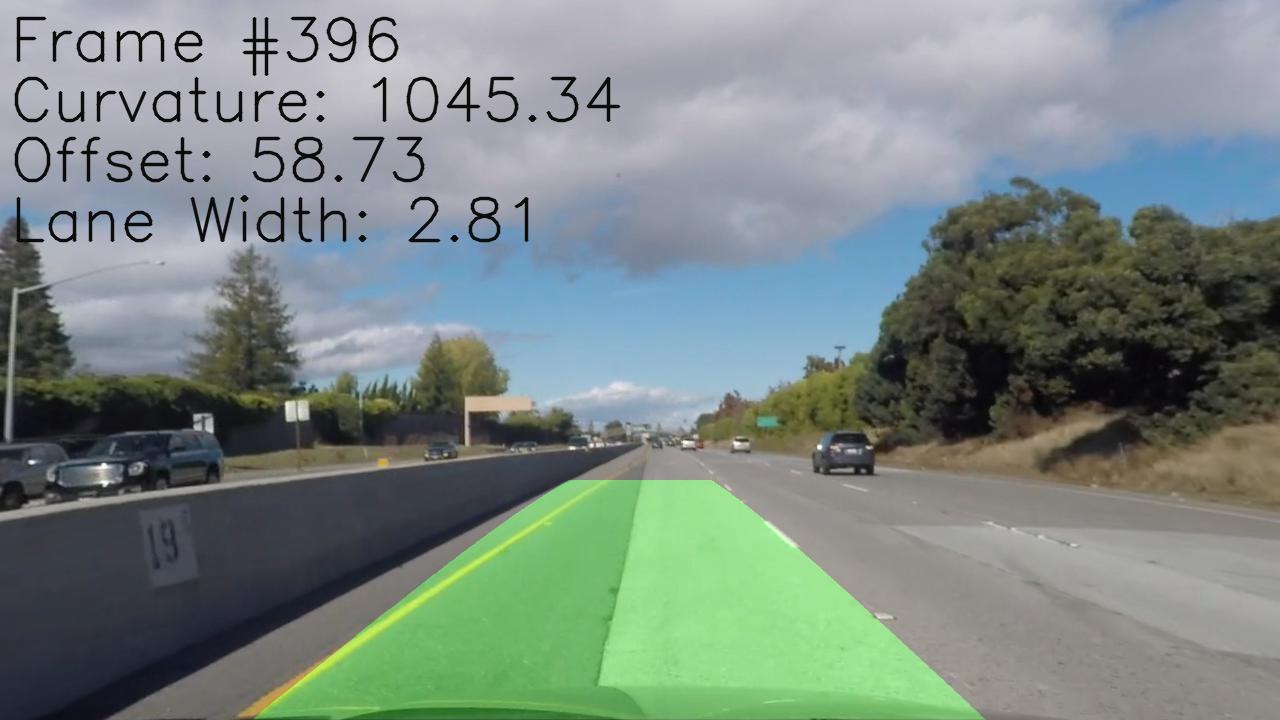 Frame #396
Curvature: 1045.34
Offset: 58.73
Lane Width: 2.81
19